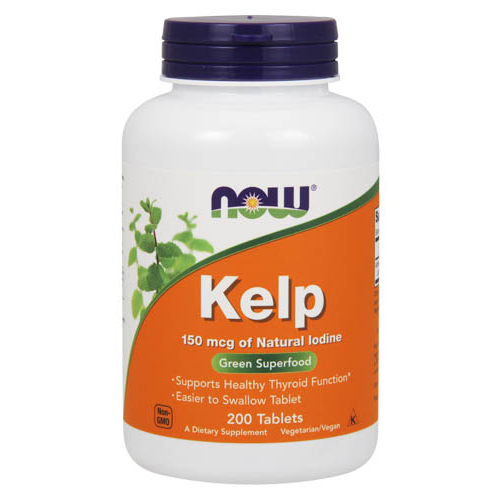 NOW®
Kelp
150 mcg of Natural Iodine
Green Superfood
• Supports Healthy Thyroid Function*
• Easier to Swallow Tablet
200 Tablets
Non-
GMO
A Dietary Supplement Vegetarian/Vegan
K